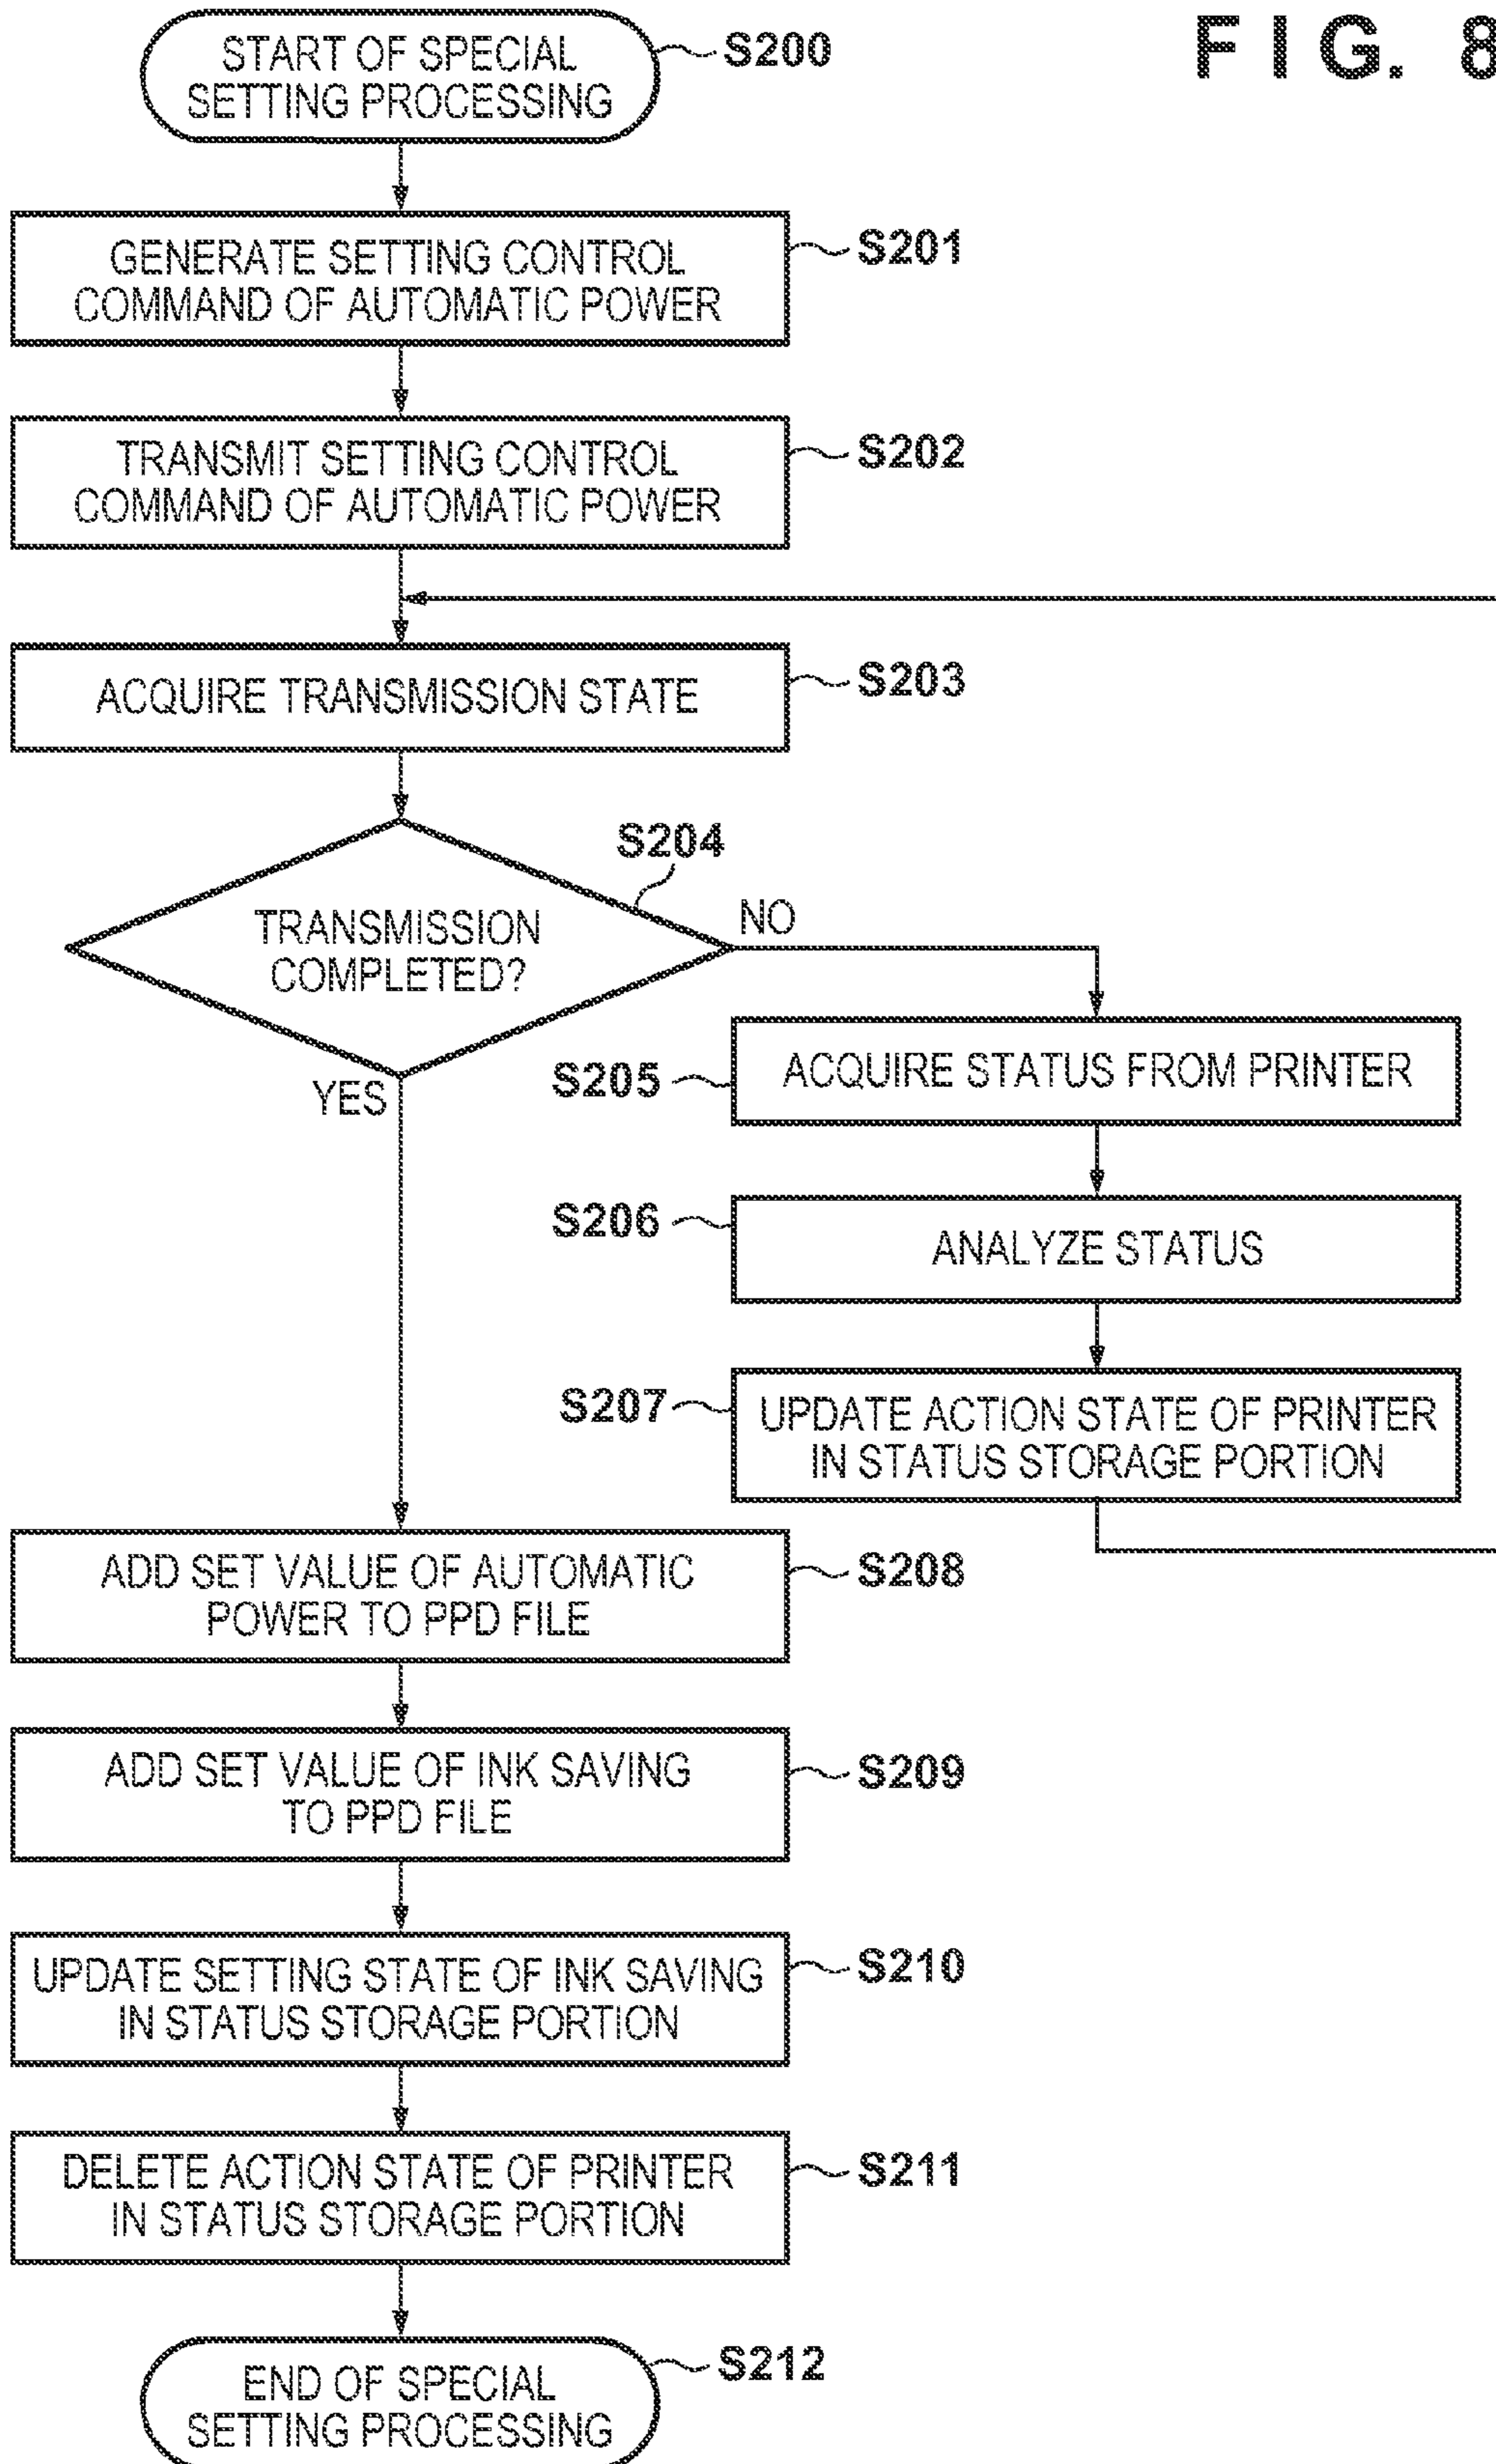 FIG. 8
START OF SPECIAL
SETTING PROCESSING
S200
GENERATE SETTING CONTROL
COMMAND OF AUTOMATIC POWER
S201
TRANSMIT SETTING CONTROL
COMMAND OF AUTOMATIC POWER
S202
ACQUIRE TRANSMISSION STATE
S203
S204
TRANSMISSION
COMPLETED?
NO
YES
S205
ACQUIRE STATUS FROM PRINTER
S206
ANALYZE STATUS
S207
UPDATE ACTION STATE OF PRINTER
IN STATUS STORAGE PORTION
ADD SET VALUE OF AUTOMATIC
POWER TO PPD FILE
S208
ADD SET VALUE OF INK SAVING
TO PPD FILE
S209
UPDATE SETTING STATE OF INK SAVING
IN STATUS STORAGE PORTION
S210
DELETE ACTION STATE OF PRINTER
IN STATUS STORAGE PORTION
S211
END OF SPECIAL
SETTING PROCESSING
S212